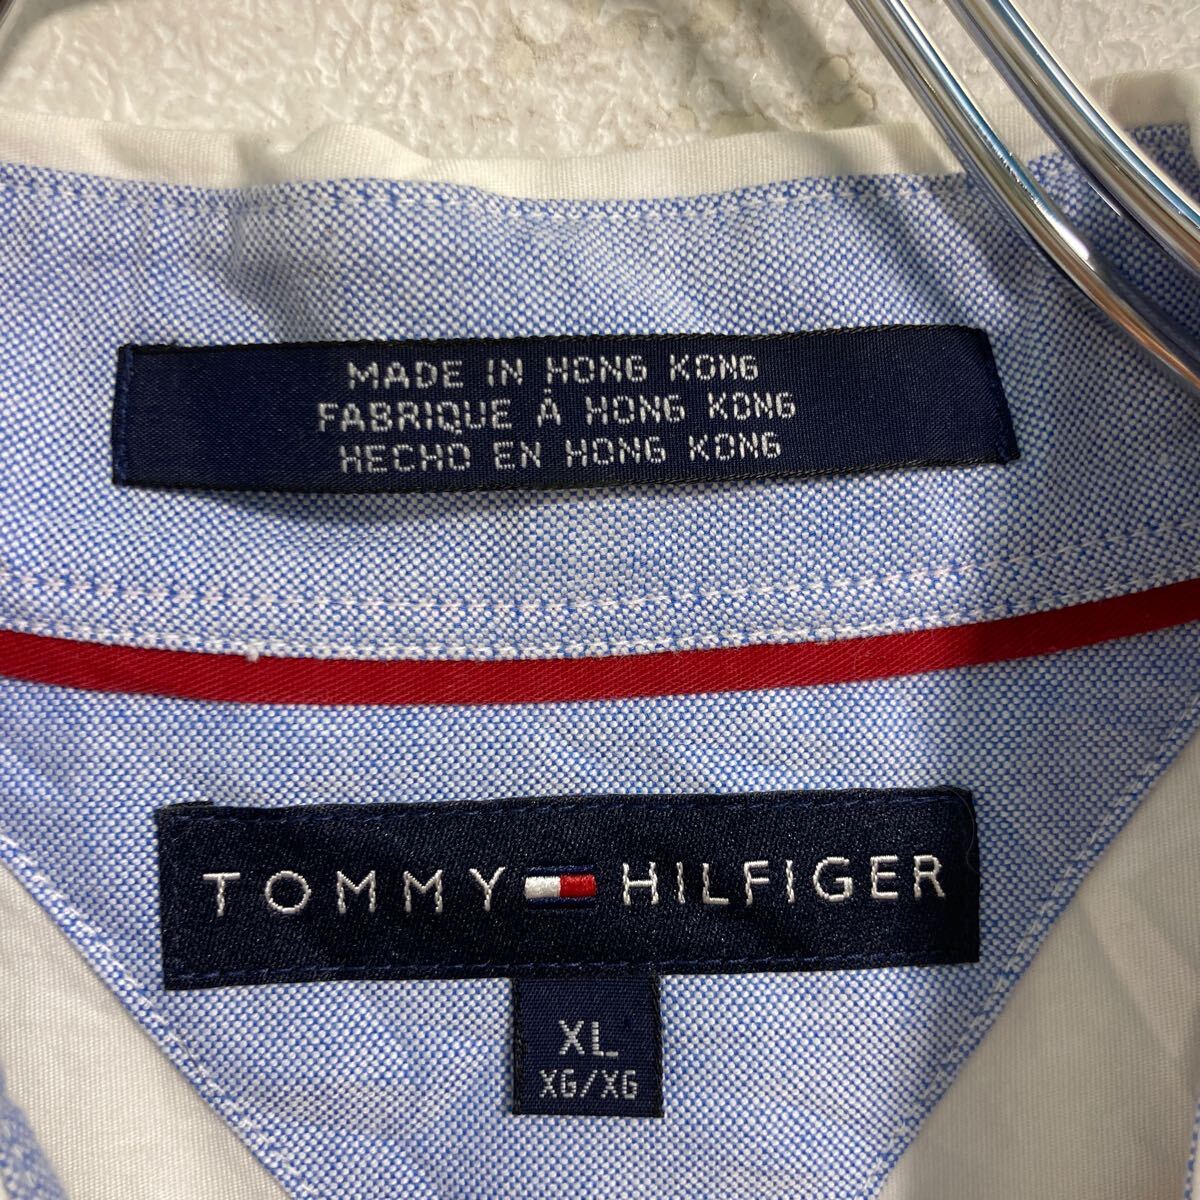 MADE IN HONG KONG
FABRIQUE À HONG KONG
HECHO EN HONG KONG
TOMMY HILFIGER
XL
XG/XG